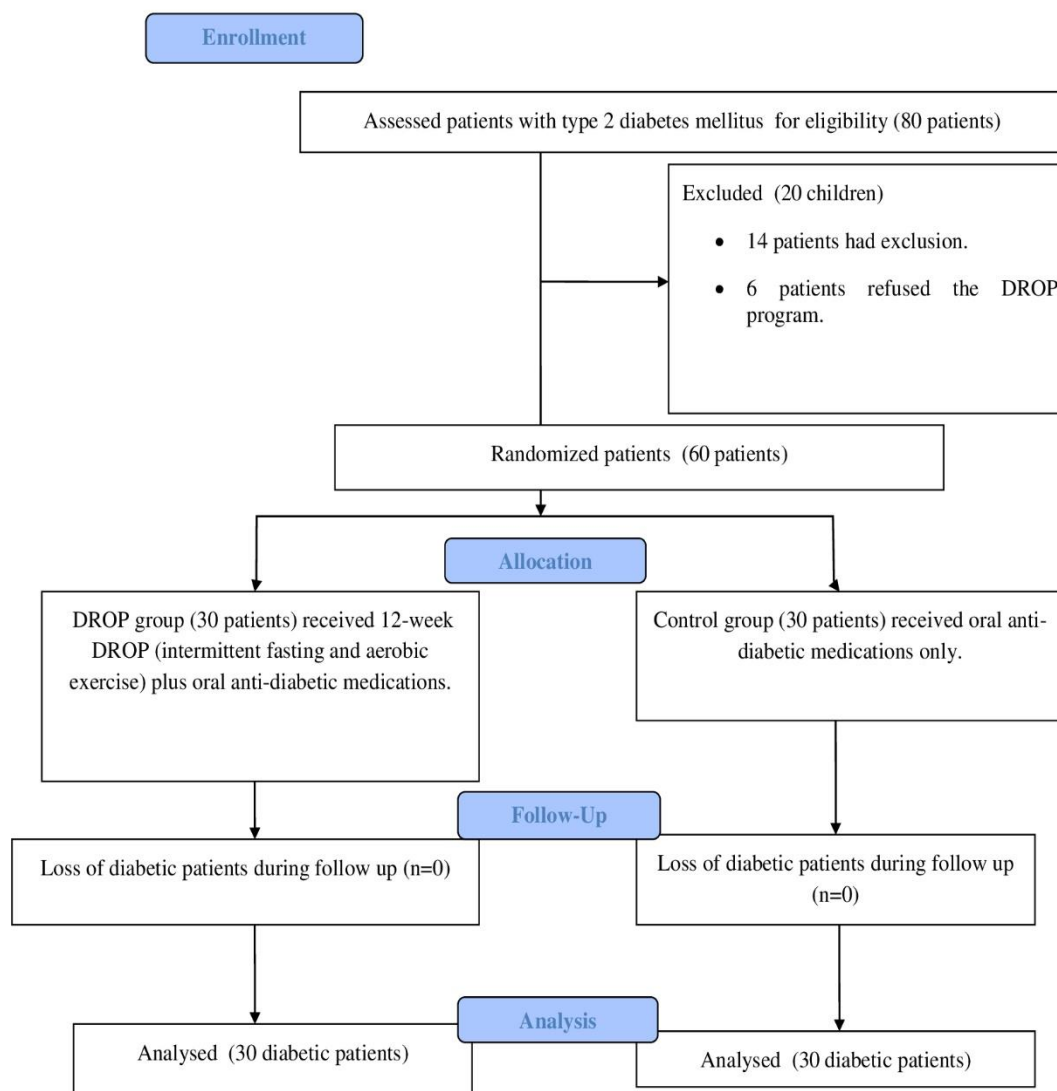 Enrollment
Assessed patients with type 2 diabetes mellitus for eligibility (80 patients)
Excluded (20 children)
• 14 patients had exclusion.
• 6 patients refused the DROP
program.
Randomized patients (60 patients)
Allocation
DROP group (30 patients) received 12-week
DROP (intermittent fasting and aerobic
exercise) plus oral anti-diabetic medications.
Control group (30 patients) received oral anti-
diabetic medications only.
Follow-Up
Loss of diabetic patients during follow up (n=0)
Loss of diabetic patients during follow up
(n=0)
Analysis
Analysed (30 diabetic patients)
Analysed (30 diabetic patients)